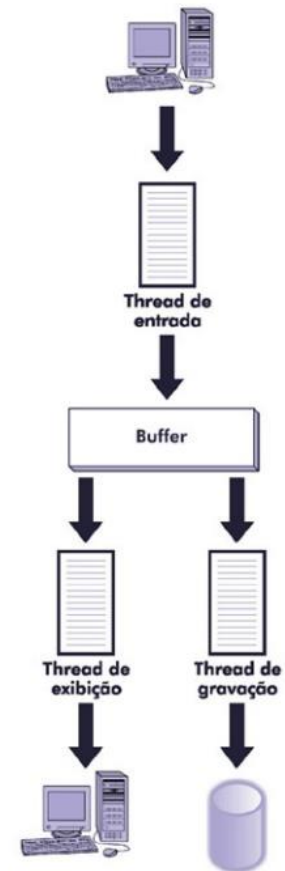 Thread de
entrada
Buffer
Thread de
exibição
Thread de
gravação